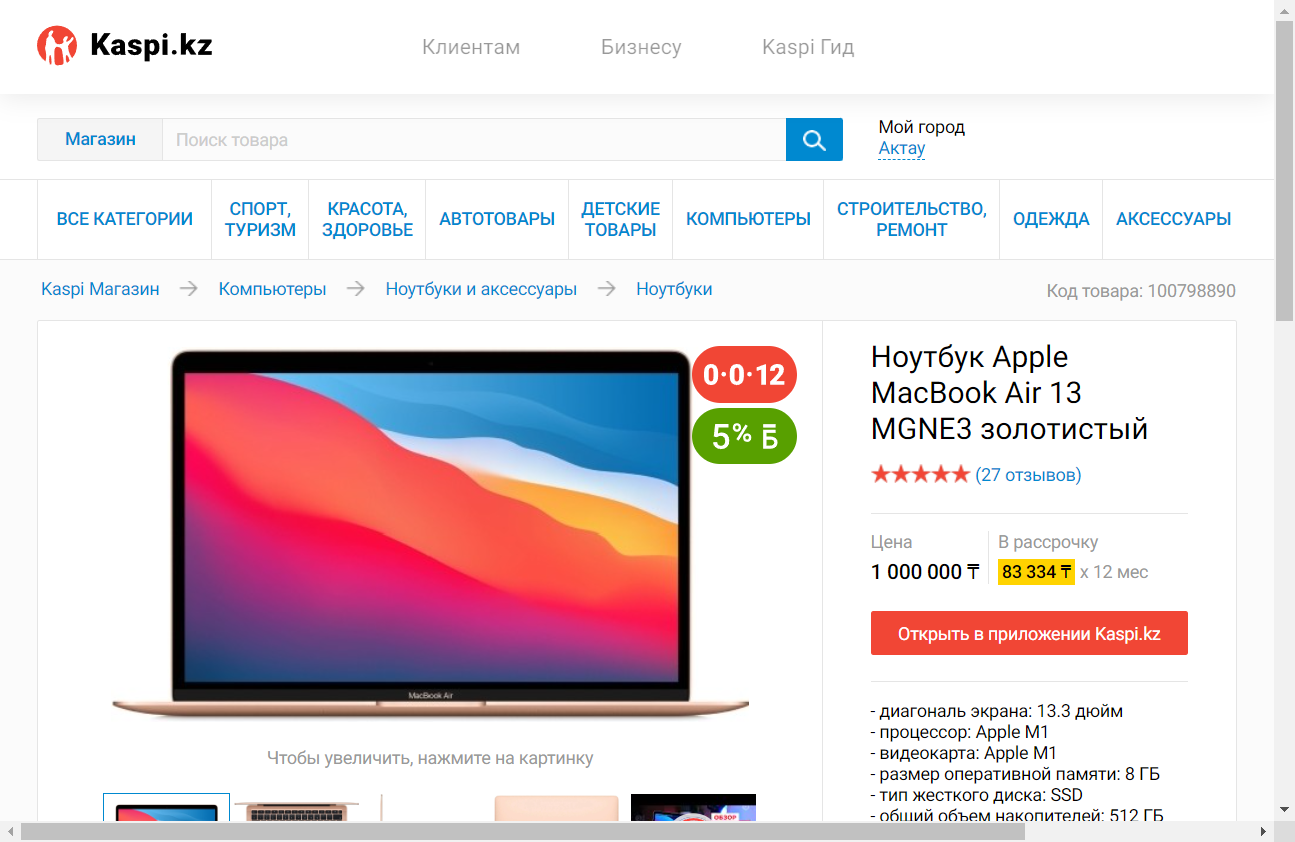 Kaspi.kz
Клиентам
Бизнесу
Kaspi Гид
Магазин
Поиск товара
Мой город
Актау
ВСЕ КАТЕГОРИИ
СПОРТ,
ТУРИЗМ
КРАСОТА,
ЗДОРОВЬЕ
АВТОТОВАРЫ
ДЕТСКИЕ
ТОВАРЫ
КОМПЬЮТЕРЫ
СТРОИТЕЛЬСТВО,
РЕМОНТ
ОДЕЖДА
АКСЕССУАРЫ
Kaspi Магазин → Компьютеры → Ноутбуки и аксессуары → Ноутбуки
Код товара: 100798890
0·0·12
5% Б
MacBook Air
Чтобы увеличить, нажмите на картинку
ОБЗОР
Ноутбук Apple
MacBook Air 13
MGNE3 золотистый
(27 отзывов)
Цена
1 000 000 ₸
В рассрочку
83 334 ₸ x 12 мес
Открыть в приложении Kaspi.kz
- диагональ экрана: 13.3 дюйм
- процессор: Apple M1
- видеокарта: Apple M1
- размер оперативной памяти: 8 ГБ
- тип жесткого диска: SSD
- общий объем накопителей: 512 ГБ